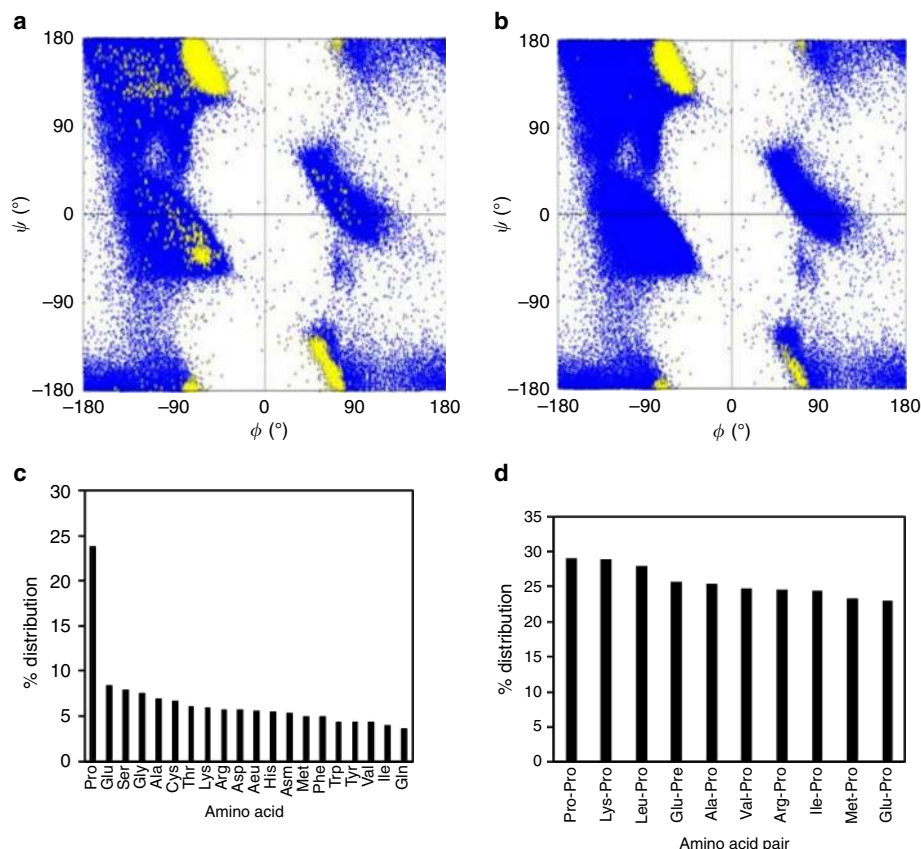 a
180
90
0
−90
−180
−180
−90
0
90
180
ψ (°)
ϕ (°)
b
180
90
0
−90
−180
−180
−90
0
90
180
ψ (°)
ϕ (°)
c
30
25
20
15
10
5
0
% distribution
Pro
Glu
Ser
Gly
Ala
Cys
Thr
Lys
Arg
Asp
Aeu
His
Asm
Met
Phe
Trp
Tyr
Val
Ile
Gln
Amino acid
d
35
30
25
20
15
10
5
0
% distribution
Pro-Pro
Lys-Pro
Leu-Pro
Glu-Pre
Ala-Pro
Val-Pro
Arg-Pro
Ile-Pro
Met-Pro
Glu-Pro
Amino acid pair